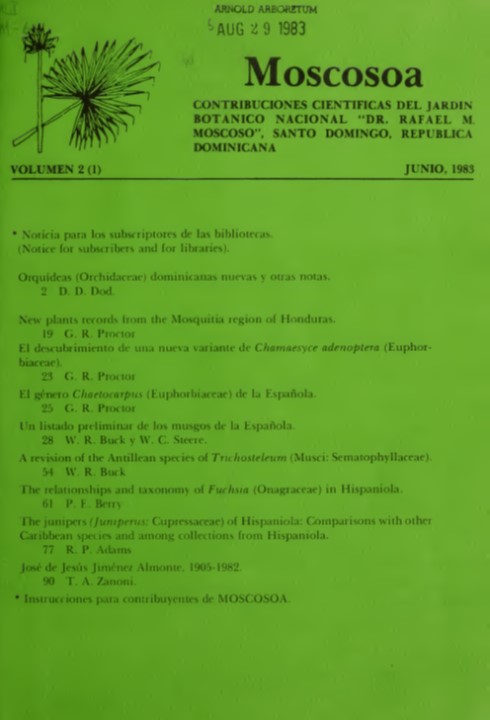 ARNOLD ARBORETUM
AUG 29 1983
Moscosoa
CONTRIBUCIONES CIENTIFICAS DEL JARDIN
BOTANICO NACIONAL "DR. RAFAEL M.
MOSCOSO", SANTO DOMINGO, REPUBLICA
DOMINICANA
VOLUMEN 2 (1) JUNIO, 1983
* Noticia para los subscriptores de las bibliotecas.
(Notice for subscribers and for libraries).
Orquídeas (Orchidaceae) dominicanas nuevas y otras notas.
2 D. D. Dod.
New plants records from the Mosquitia region of Honduras.
19 G. R. Proctor
El descubrimiento de una nueva variante de Chamaesyce adenoptera (Euphor-
biaceae).
23 G. R. Proctor
El género Chaetocarpus (Euphorbiaceae) de la Española.
25 G. R. Proctor
Un listado preliminar de los musgos de la Española.
28 W. R. Buck y W. C. Steere.
A revision of the Antillean species of Trichosteleum (Musci: Sematophyllaceae).
54 W. R. Buck
The relationships and taxonomy of Fuchsia (Onagraceae) in Hispaniola.
61 P. E. Berry
The junipers (Juniperus: Cupressaceae) of Hispaniola: Comparisons with other
Caribbean species and among collections from Hispaniola.
77 R. P. Adams
José de Jesús Jiménez Almonte, 1905-1982.
90 T. A. Zanoni.
* Instrucciones para contribuyentes de MOSCOSOA.